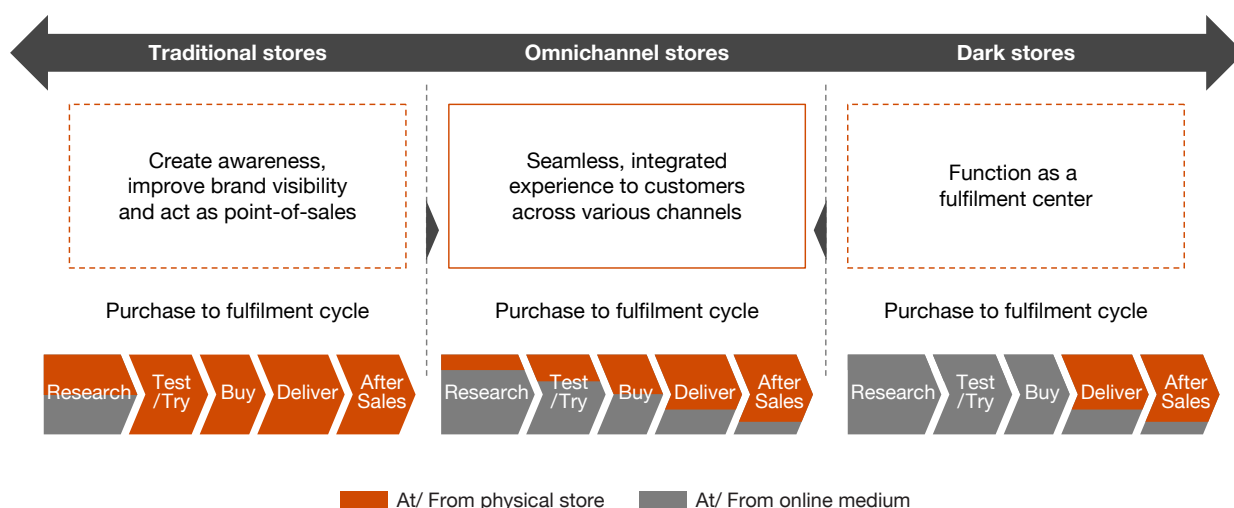 Traditional stores
Omnichannel stores
Dark stores
Create awareness,
improve brand visibility
and act as point-of-sales
Seamless, integrated
experience to customers
across various channels
Function as a
fulfilment center
Purchase to fulfilment cycle
Purchase to fulfilment cycle
Purchase to fulfilment cycle
Research
Test
/Try
Buy
Deliver
After
Sales
Research
Test
/Try
Buy
Deliver
After
Sales
Research
Test
/Try
Buy
Deliver
After
Sales
At/ From physical store
At/ From online medium